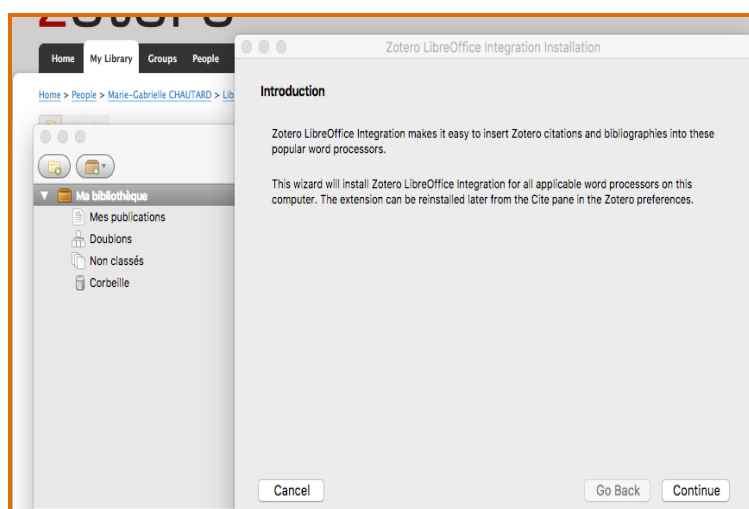 Home My Library Groups People
Home > People > Marie-Gabrielle CHAUTARD > Lib
Ma bibliothèque
Mes publications
Doublons
Non classés
Corbeille
Zotero LibreOffice Integration Installation
Introduction
Zotero LibreOffice Integration makes it easy to insert Zotero citations and bibliographies into these
popular word processors.
This wizard will install Zotero LibreOffice Integration for all applicable word processors on this
computer. The extension can be reinstalled later from the Cite pane in the Zotero preferences.
Cancel Go Back Continue